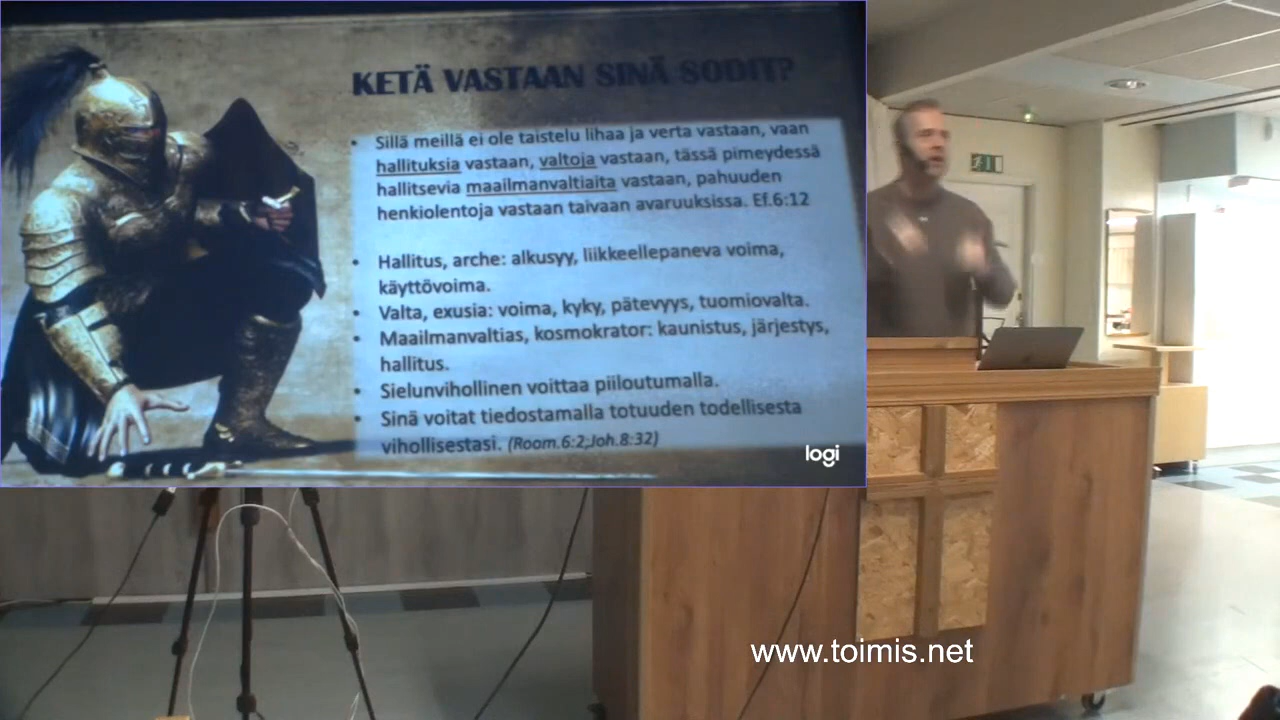 KETÄ VASTAAN SINÄ SODIT?
• Sillä meillä ei ole taistelu lihaa ja verta vastaan, vaan
hallituksia vastaan, valtoja vastaan, tässä pimeydessä
hallitsevia maailmanvaltiaita vastaan, pahuuden
henkiolentoja vastaan taivaan avaruuksissa. Ef.6:12
• Hallitus, arche: alkusyy, liikkeellepaneva voima,
käyttövoima.
• Valta, exusia: voima, kyky, pätevyys, tuomiovalta.
• Maailmanvaltias, kosmokrator: kaunistus, järjestys,
hallitus.
• Sielunvihollinen voittaa piiloutumalla.
• Sinä voitat tiedostamalla totuuden todellisesta
vihollisestasi. (Room.6:2;Joh.8:32)
logi
www.toimis.net